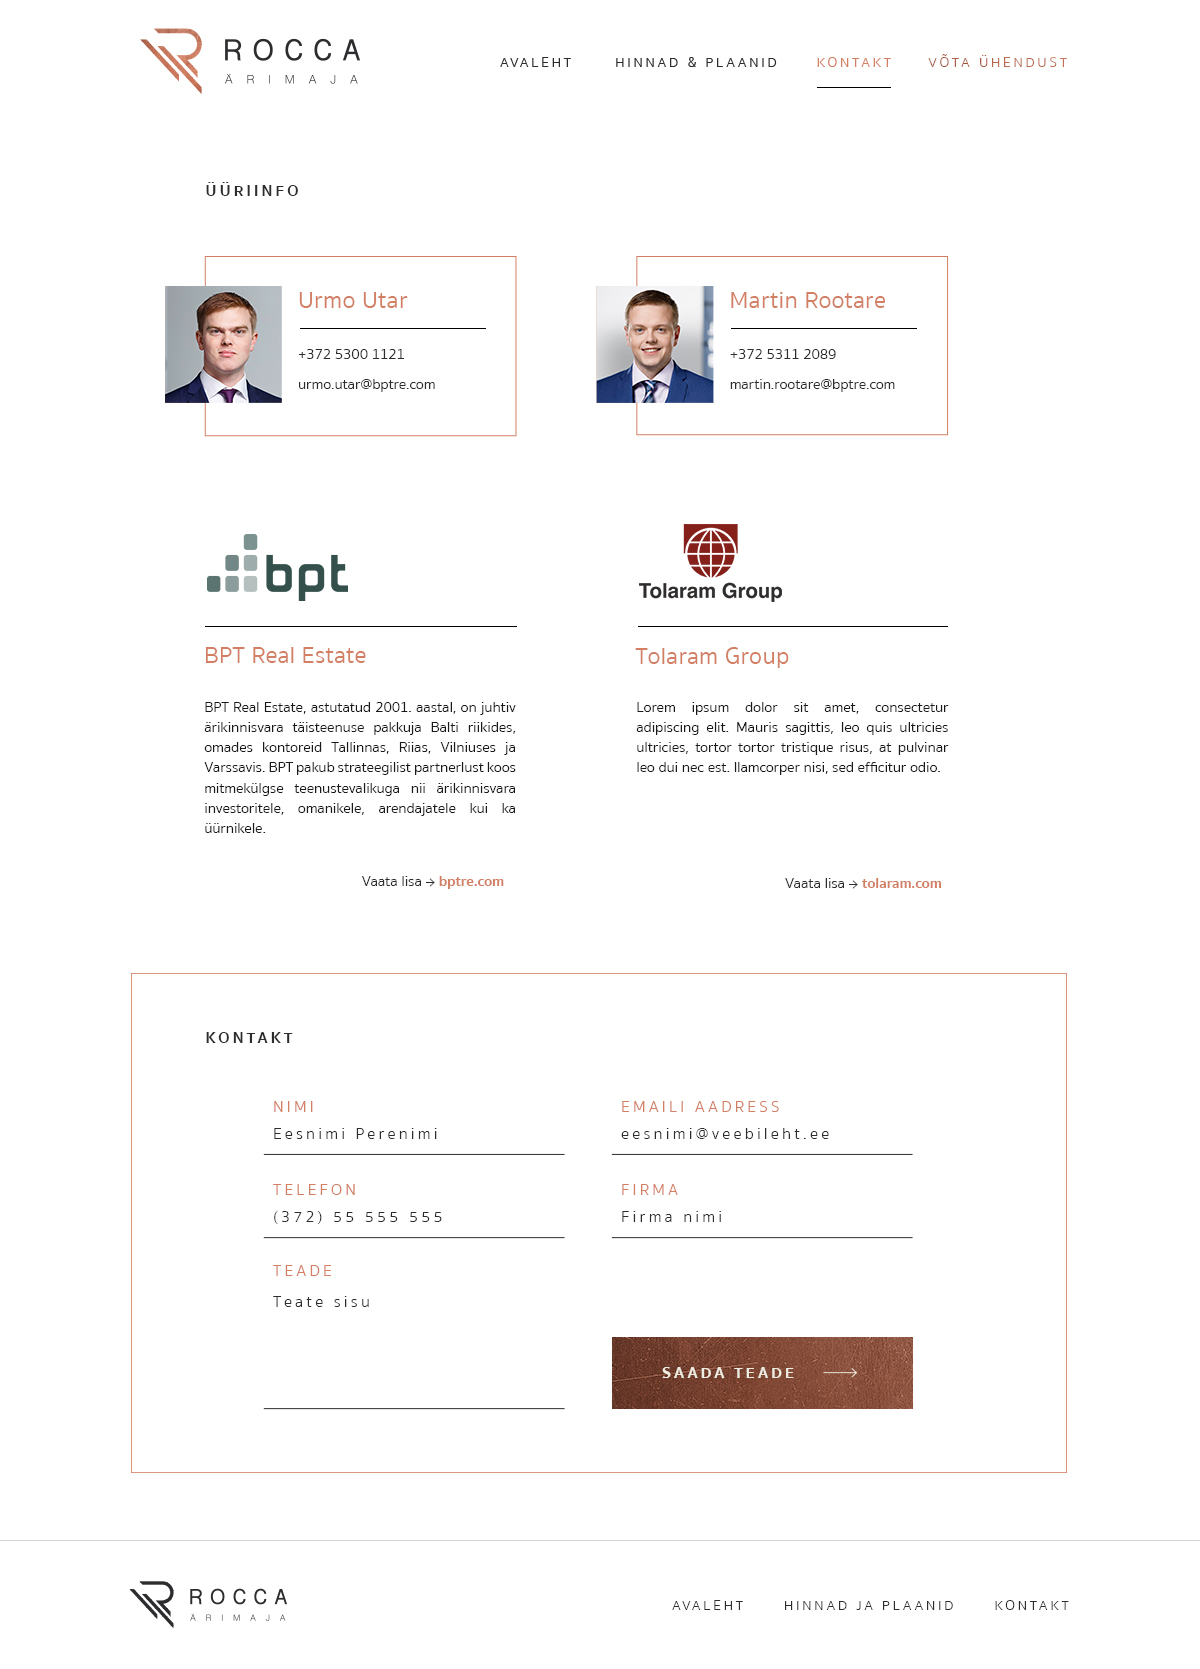 ROCCA
ÄRIMAJA
AVALEHT
HINNAD & PLAANID
KONTAKT
VÕTA ÜHENDUST
ÜÜRIINFO
Urmo Utar
+372 5300 1121
urmo.utar@bptre.com
Martin Rootare
+372 5311 2089
martin.rootare@bptre.com
bpt
BPT Real Estate
BPT Real Estate, astutatud 2001. aastal, on juhtiv
ärikinnisvara täisteenuse pakkuja Balti riikides,
omades kontoreid Tallinnas, Riias, Vilniuses ja
Varssavis. BPT pakub strateegilist partnerlust koos
mitmekülgse teenustevalikuga nii ärikinnisvara
investoritele, omanikele, arendajatele kui ka
üürnikele.
Vaata lisa → bptre.com
Tolaram Group
Tolaram Group
Lorem ipsum dolor sit amet, consectetur
adipiscing elit. Mauris sagittis, leo quis ultricies
ultricies, tortor tortor tristique risus, at pulvinar
leo dui nec est. llamcorper nisi, sed efficitur odio.
Vaata lisa → tolaram.com
KONTAKT
NIMI
Eesnimi Perenimi
EMAILI AADRESS
eesnimi@veebileht.ee
TELEFON
(372) 55 555 555
FIRMA
Firma nimi
TEADE
Teate sisu
SAADA TEADE
ROCCA
ÄRIMAJA
AVALEHT
HINNAD JA PLAANID
KONTAKT